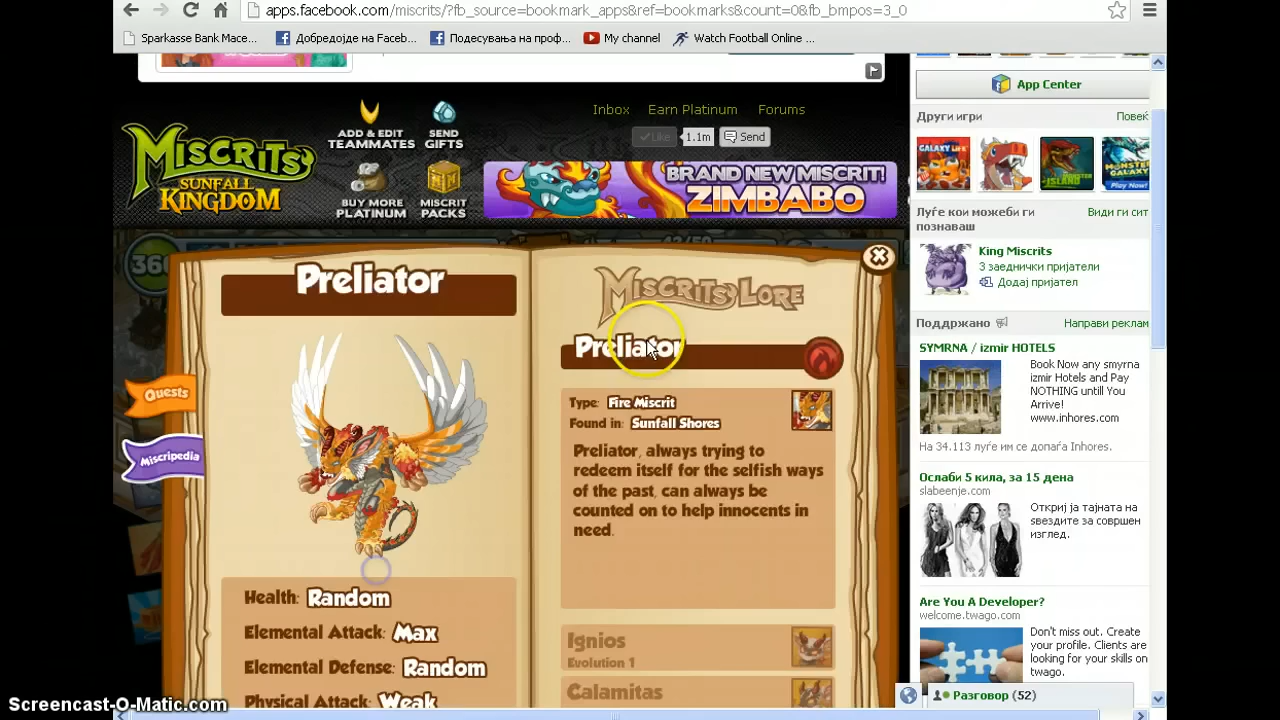 apps.facebook.com/miscrits/?fb_source=bookmark_apps&ref=bookmarks&count=0&fb_bmpos=3_0
Sparkasse Bank Mace...
Добредојде на Faceb...
Подесувања на проф...
My channel
Watch Football Online ...
Inbox
Earn Platinum
Forums
ADD & EDIT
TEAMMATES
SEND
GIFTS
Like
1.1m
Send
MISCRITS
SUNFALL
KINGDOM
BUY MORE
PLATINUM
MISCRIT
PACKS
BRAND NEW MISCRIT!
ZIMBABO
Preliator
Quests
Miscripedia
Health: Random
Elemental Attack: Max
Elemental Defense: Random
Physical Attack: Weak
MISCRITS LORE
Preliator
Type: Fire Miscrit
Found in: Sunfall Shores
Preliator, always trying to
redeem itself for the selfish ways
of the past, can always be
counted on to help innocents in
need.
Ignios
Evolution 1
Calamitas
App Center
Други игри
Повеќ
GALAXY LIFE
Play Now!
Луѓе кои можеби ги
познаваш
Види ги сит
King Miscrits
3 заеднички пријатели
Додај пријател
Поддржано
Направи реклам
SYMRNA / izmir HOTELS
Book Now any smyrna
izmir Hotels and Pay
NOTHING untill You
Arrive!
www.inhores.com
На 34.113 луѓе им се допаѓа Inhores.
Ослаби 5 кила, за 15 дена
slabeenje.com
Откриј ја тајната на
ѕвездите за совршен
изглед.
Are You A Developer?
welcome.twago.com
Don't miss out. Create
your profile. Clients are
looking for your skills on
twago.
Разговор (52)
Screencast-O-Matic.com